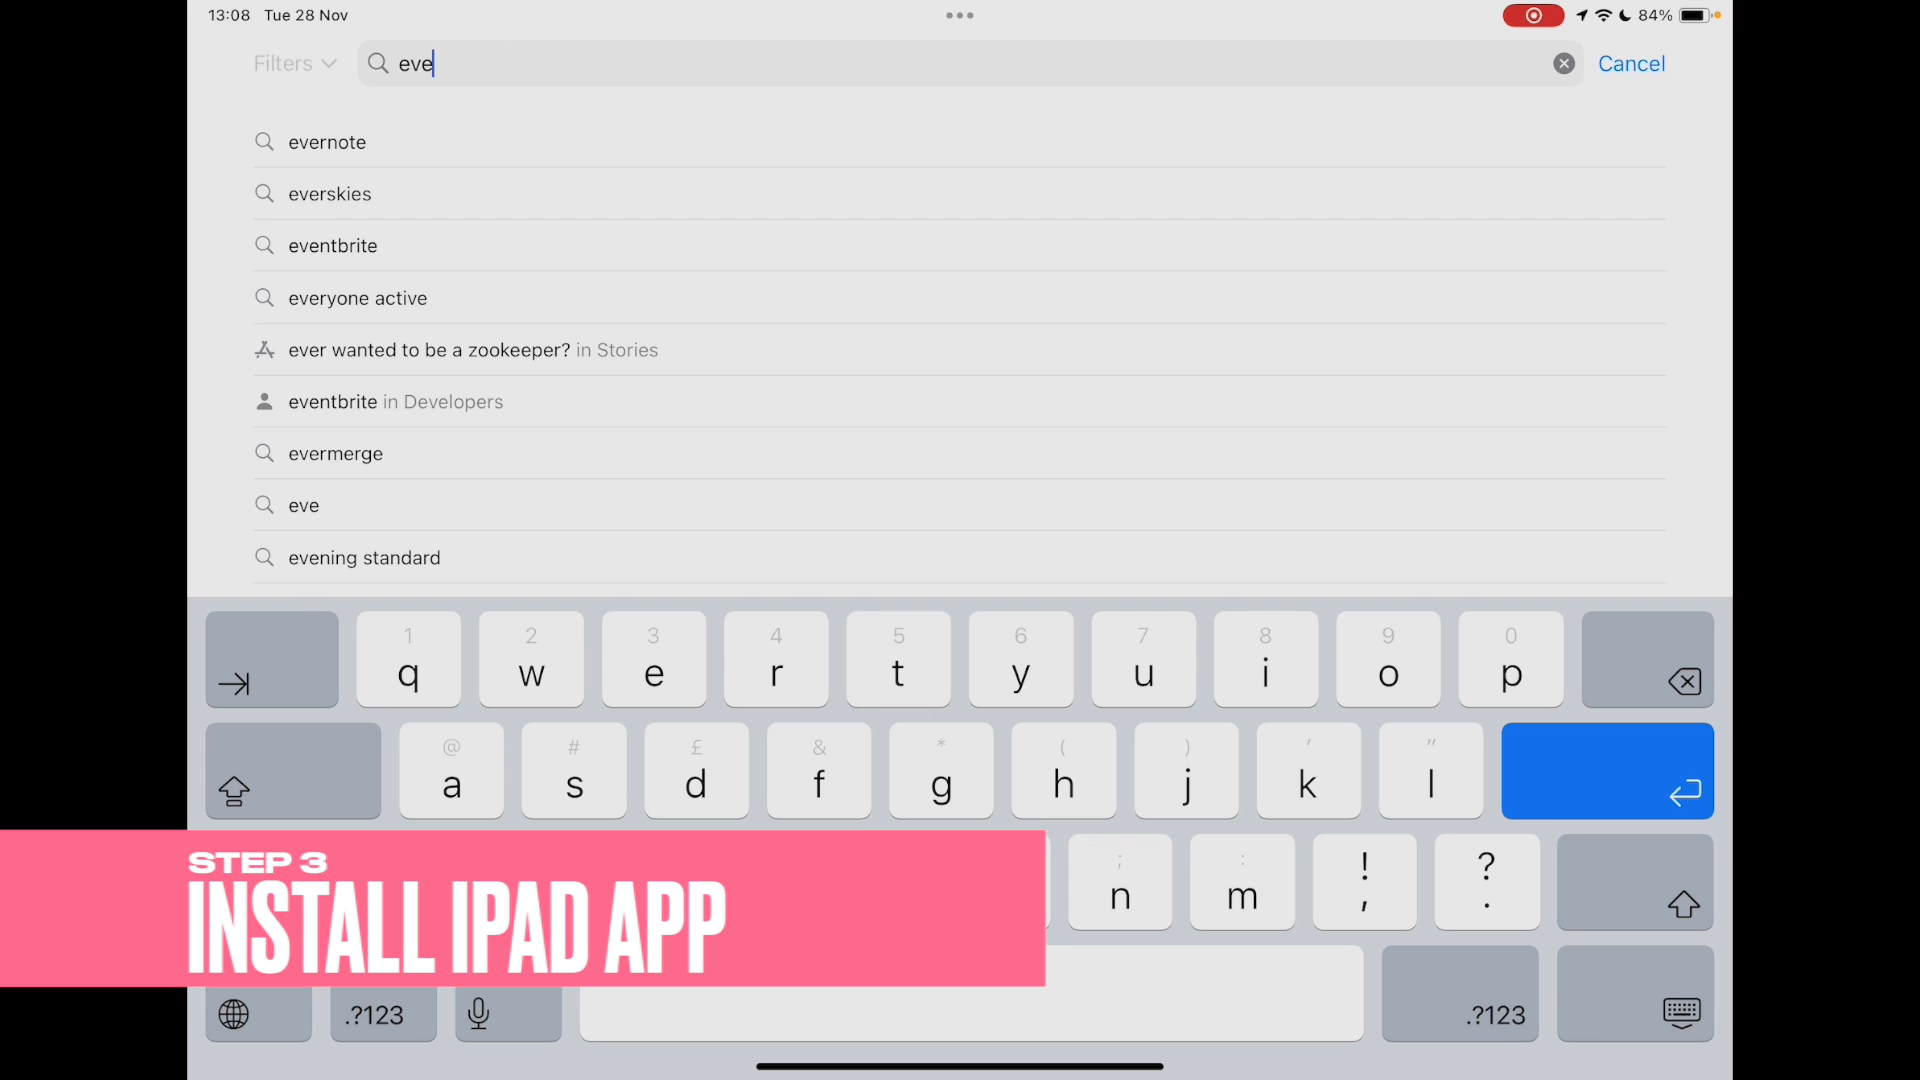 13:08 Tue 28 Nov
84%
Filters
eve
Cancel
evernote
everskies
eventbrite
everyone active
ever wanted to be a zookeeper? in Stories
eventbrite in Developers
evermerge
eve
evening standard
1 2 3 4 5 6 7 8 9 0
q w e r t y u i o p
@ # £ & * ( ) ' "
a s d f g h j k l
; : ! ?
n m , .
STEP 3
INSTALL IPAD APP
.?123 .?123